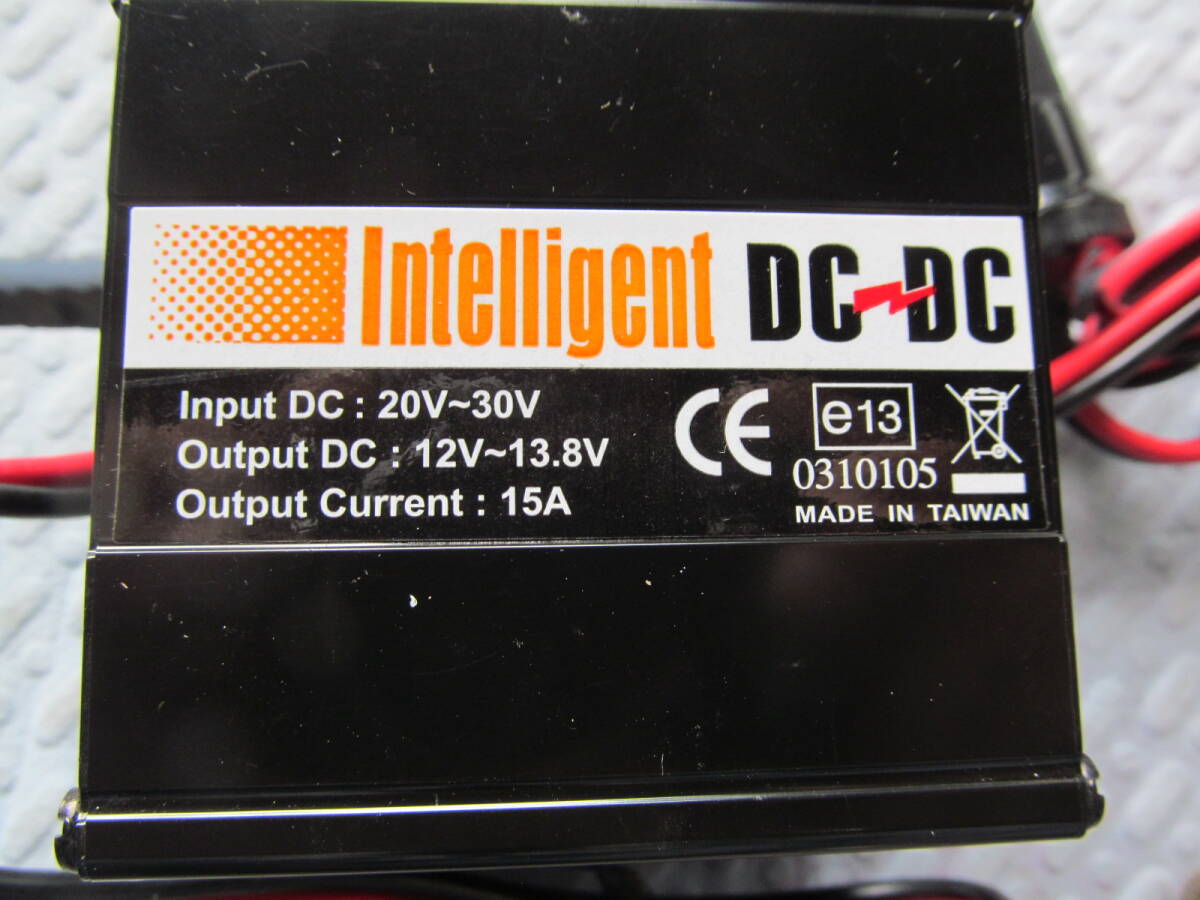 Intelligent DC-DC
Input DC : 20V~30V
Output DC : 12V~13.8V
Output Current : 15A
CE
e13
0310105
MADE IN TAIWAN